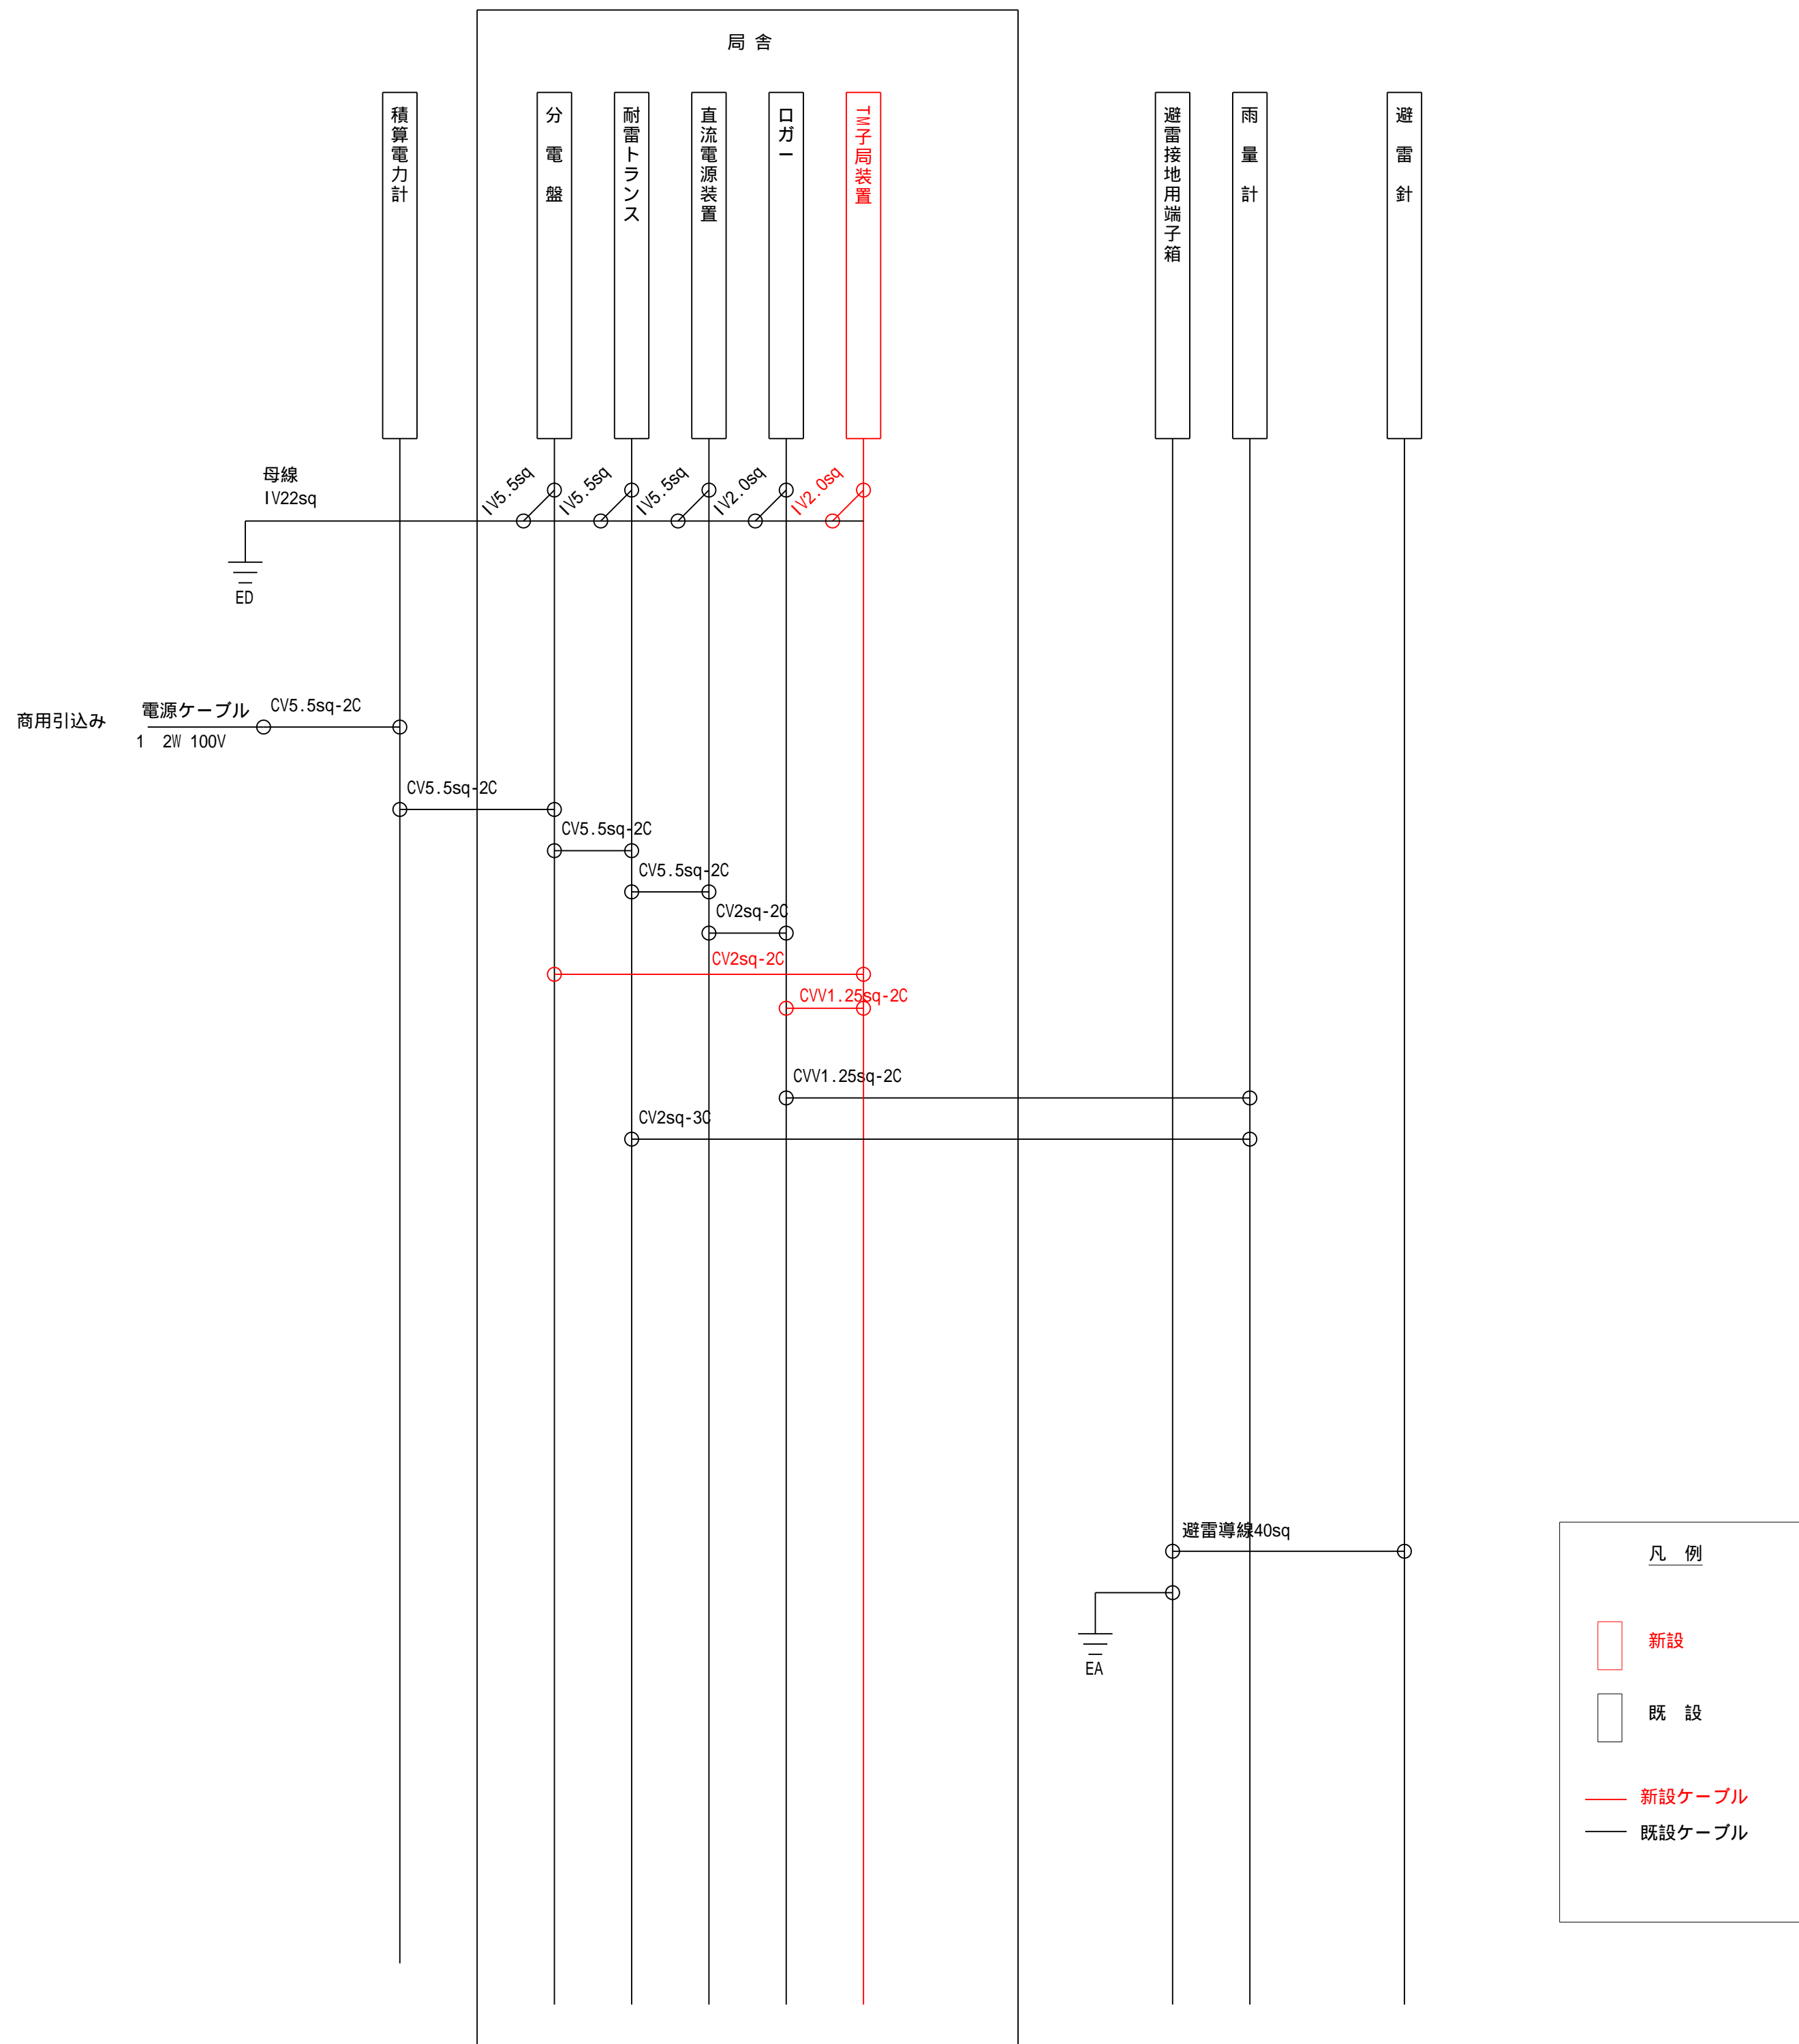 局 舎
積算電力計
分 電 盤
耐雷トランス
直流電源装置
ロガー
TM子局装置
避雷接地用端子箱
雨 量 計
避 雷 針
母線
IV22sq
IV5.5sq
IV5.5sq
IV5.5sq
IV2.0sq
IV2.0sq
ED
商用引込み
電源ケーブル
CV5.5sq-2C
1 2W 100V
CV5.5sq-2C
CV5.5sq-2C
CV5.5sq-2C
CV2sq-2C
CV2sq-2C
CVV1.25sq-2C
CVV1.25sq-2C
CV2sq-3C
避雷導線40sq
EA
凡 例
新設
既 設
新設ケーブル
既設ケーブル